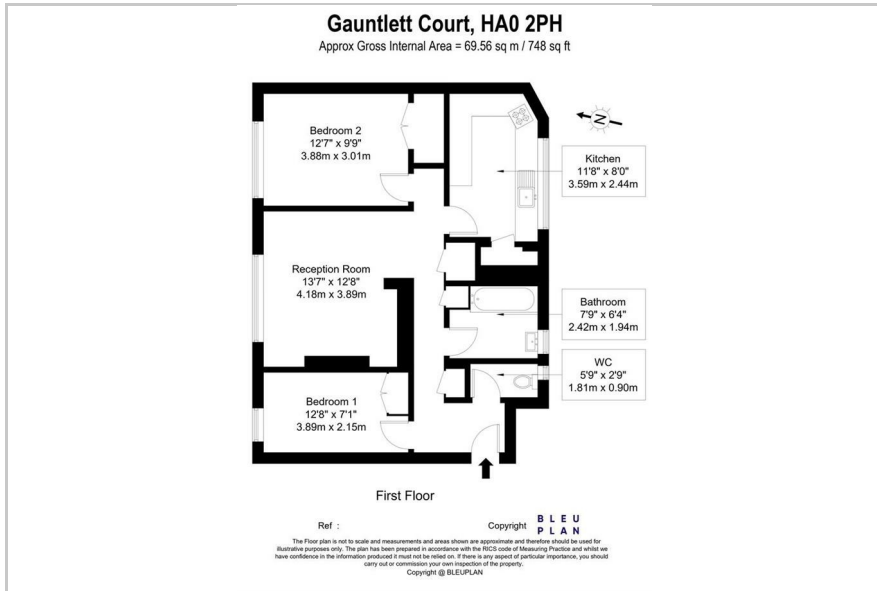 Gauntlett Court, HA0 2PH
Approx Gross Internal Area = 69.56 sq m / 748 sq ft
Bedroom 2
12'7" x 9'9"
3.88m x 3.01m
N
Kitchen
11'8" x 8'0"
3.59m x 2.44m
Reception Room
13'7" x 12'8"
4.18m x 3.89m
Bathroom
7'9" x 6'4"
2.42m x 1.94m
WC
5'9" x 2'9"
1.81m x 0.90m
Bedroom 1
12'8" x 7'1"
3.89m x 2.15m
First Floor
Ref :
Copyright
BLEU
PLAN
The Floor plan is not to scale and measurements and areas shown are approximate and therefore should be used for
illustrative purposes only. The plan has been prepared in accordance with the RICS code of Measuring Practice and whilst we
have confidence in the information produced it must not be relied on. If there is any aspect of particular importance, you should
carry out or commission your own inspection of the property.
Copyright @ BLEUPLAN